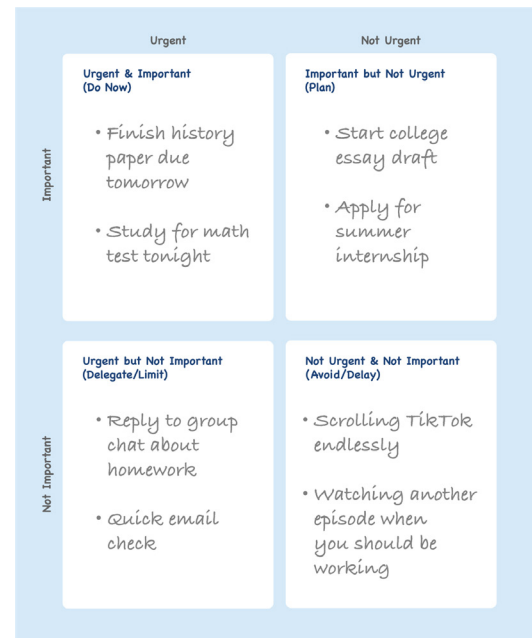 Urgent
Not Urgent
Important
Urgent & Important
(Do Now)
• Finish history
paper due
tomorrow
• Study for math
test tonight
Important but Not Urgent
(Plan)
• Start college
essay draft
• Apply for
summer
internship
Not Important
Urgent but Not Important
(Delegate/Limit)
• Reply to group
chat about
homework
• Quick email
check
Not Urgent & Not Important
(Avoid/Delay)
• Scrolling TikTok
endlessly
• Watching another
episode when
you should be
working